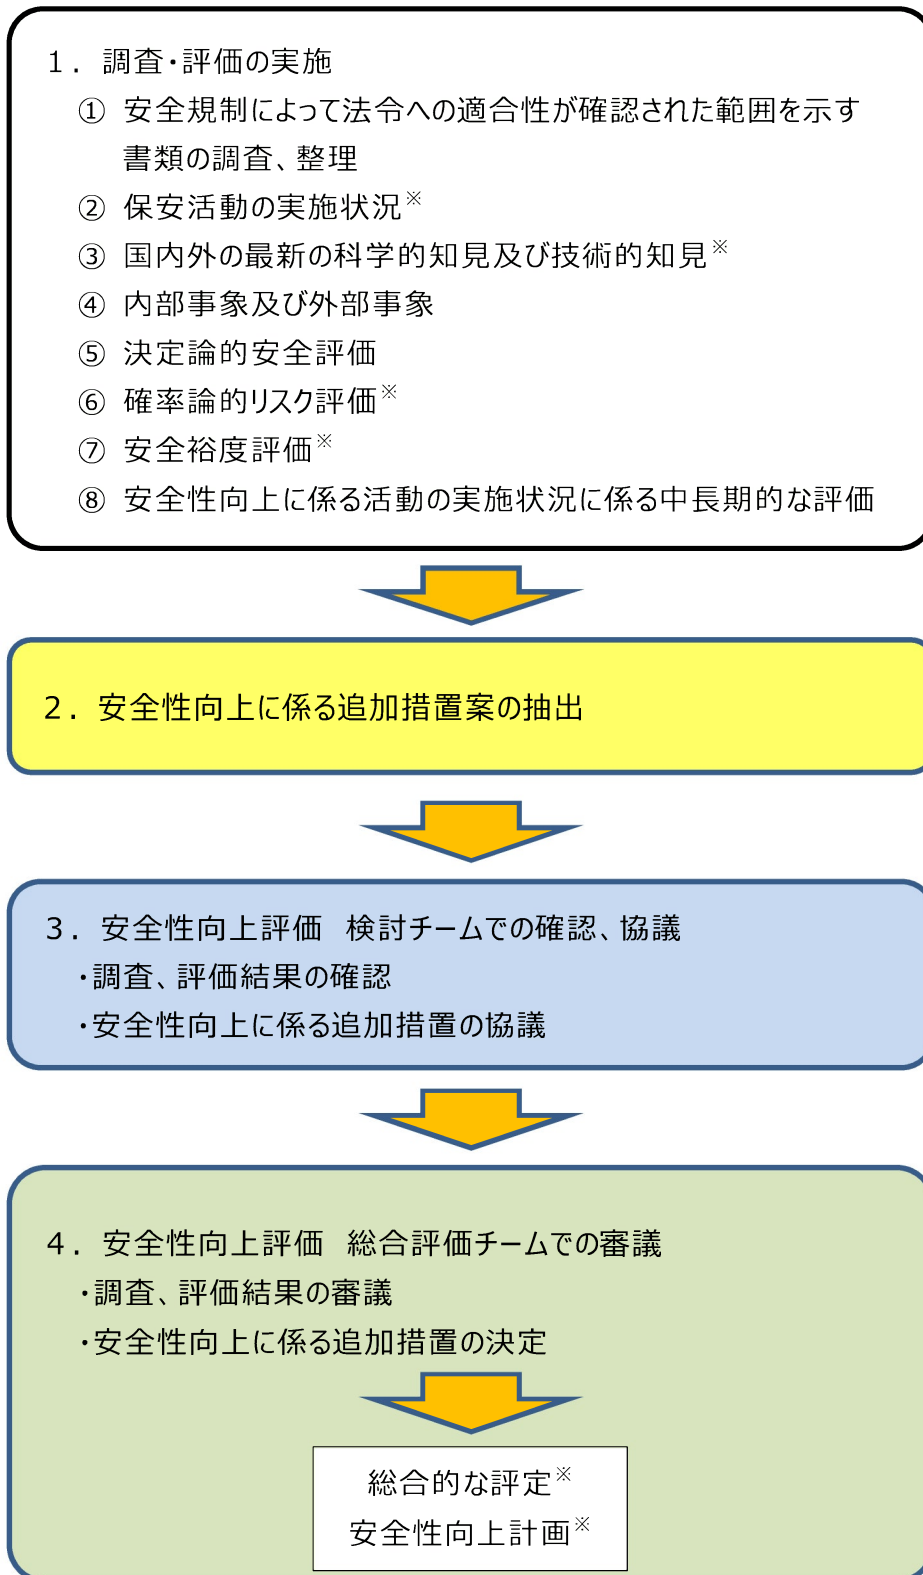 １．調査・評価の実施
① 安全規制によって法令への適合性が確認された範囲を示す
書類の調査、整理
② 保安活動の実施状況※
③ 国内外の最新の科学的知見及び技術的知見※
④ 内部事象及び外部事象
⑤ 決定論的安全評価
⑥ 確率論的リスク評価※
⑦ 安全裕度評価※
⑧ 安全性向上に係る活動の実施状況に係る中長期的な評価
２．安全性向上に係る追加措置案の抽出
３．安全性向上評価　検討チームでの確認、協議
・調査、評価結果の確認
・安全性向上に係る追加措置の協議
４．安全性向上評価　総合評価チームでの審議
・調査、評価結果の審議
・安全性向上に係る追加措置の決定
総合的な評定※
安全性向上計画※